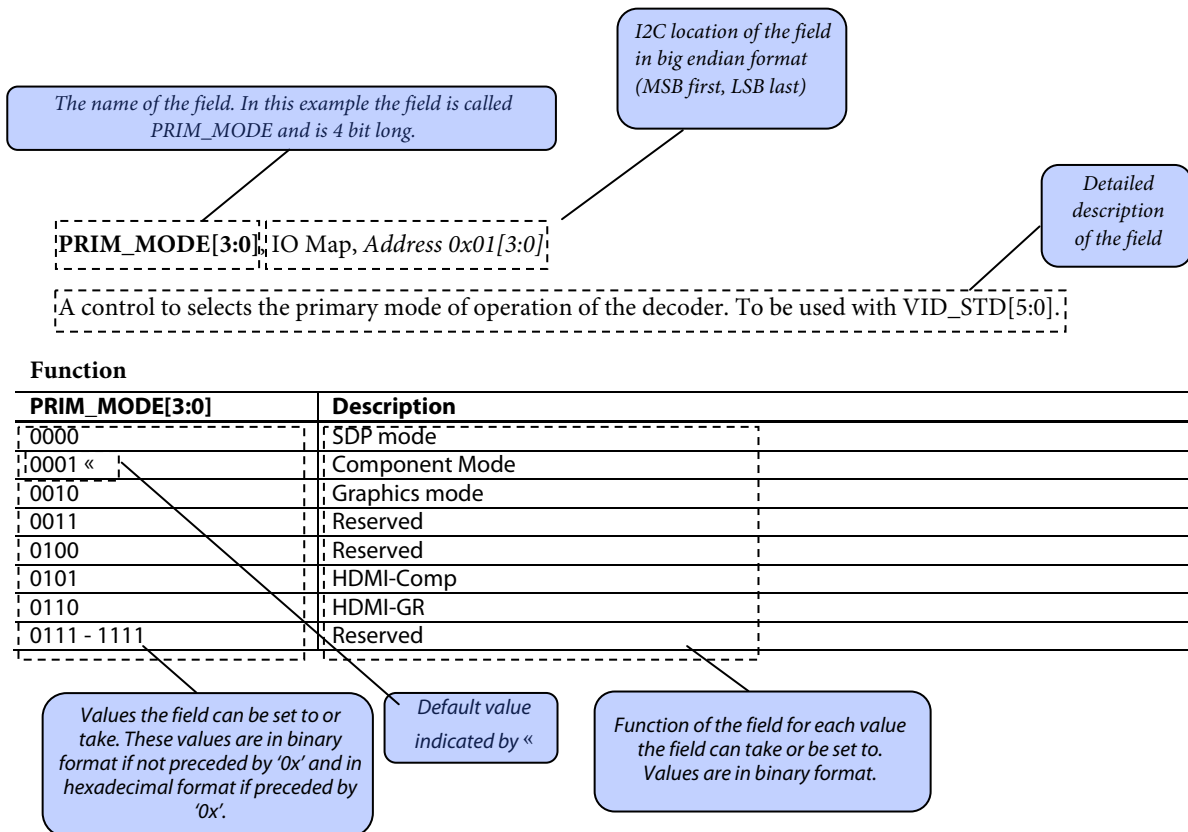 I2C location of the field
in big endian format
(MSB first, LSB last)
The name of the field. In this example the field is called
PRIM_MODE and is 4 bit long.
Detailed
description
of the field
PRIM_MODE[3:0], IO Map, Address 0x01[3:0]
A control to selects the primary mode of operation of the decoder. To be used with VID_STD[5:0].
Function
PRIM_MODE[3:0] Description
0000 SDP mode
0001 « Component Mode
0010 Graphics mode
0011 Reserved
0100 Reserved
0101 HDMI-Comp
0110 HDMI-GR
0111 - 1111 Reserved
Values the field can be set to or
take. These values are in binary
format if not preceded by ‘0x’ and in
hexadecimal format if preceded by
‘0x’.
Default value
indicated by «
Function of the field for each value
the field can take or be set to.
Values are in binary format.